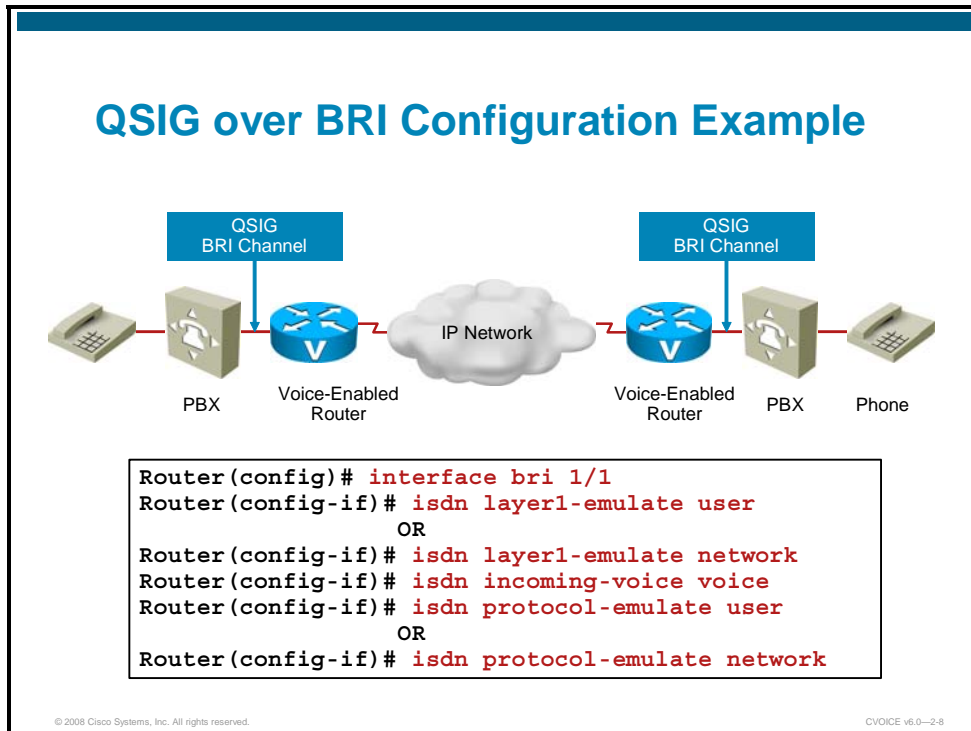 QSIG over BRI Configuration Example
QSIG
BRI Channel
QSIG
BRI Channel
V
IP Network
V
PBX
Voice-Enabled
Router
Voice-Enabled
Router
PBX
Phone
Router(config)# interface bri 1/1
Router(config-if)# isdn layer1-emulate user
OR
Router(config-if)# isdn layer1-emulate network
Router(config-if)# isdn incoming-voice voice
Router(config-if)# isdn protocol-emulate user
OR
Router(config-if)# isdn protocol-emulate network
© 2008 Cisco Systems, Inc. All rights reserved.
CVOICE v6.0—2-8